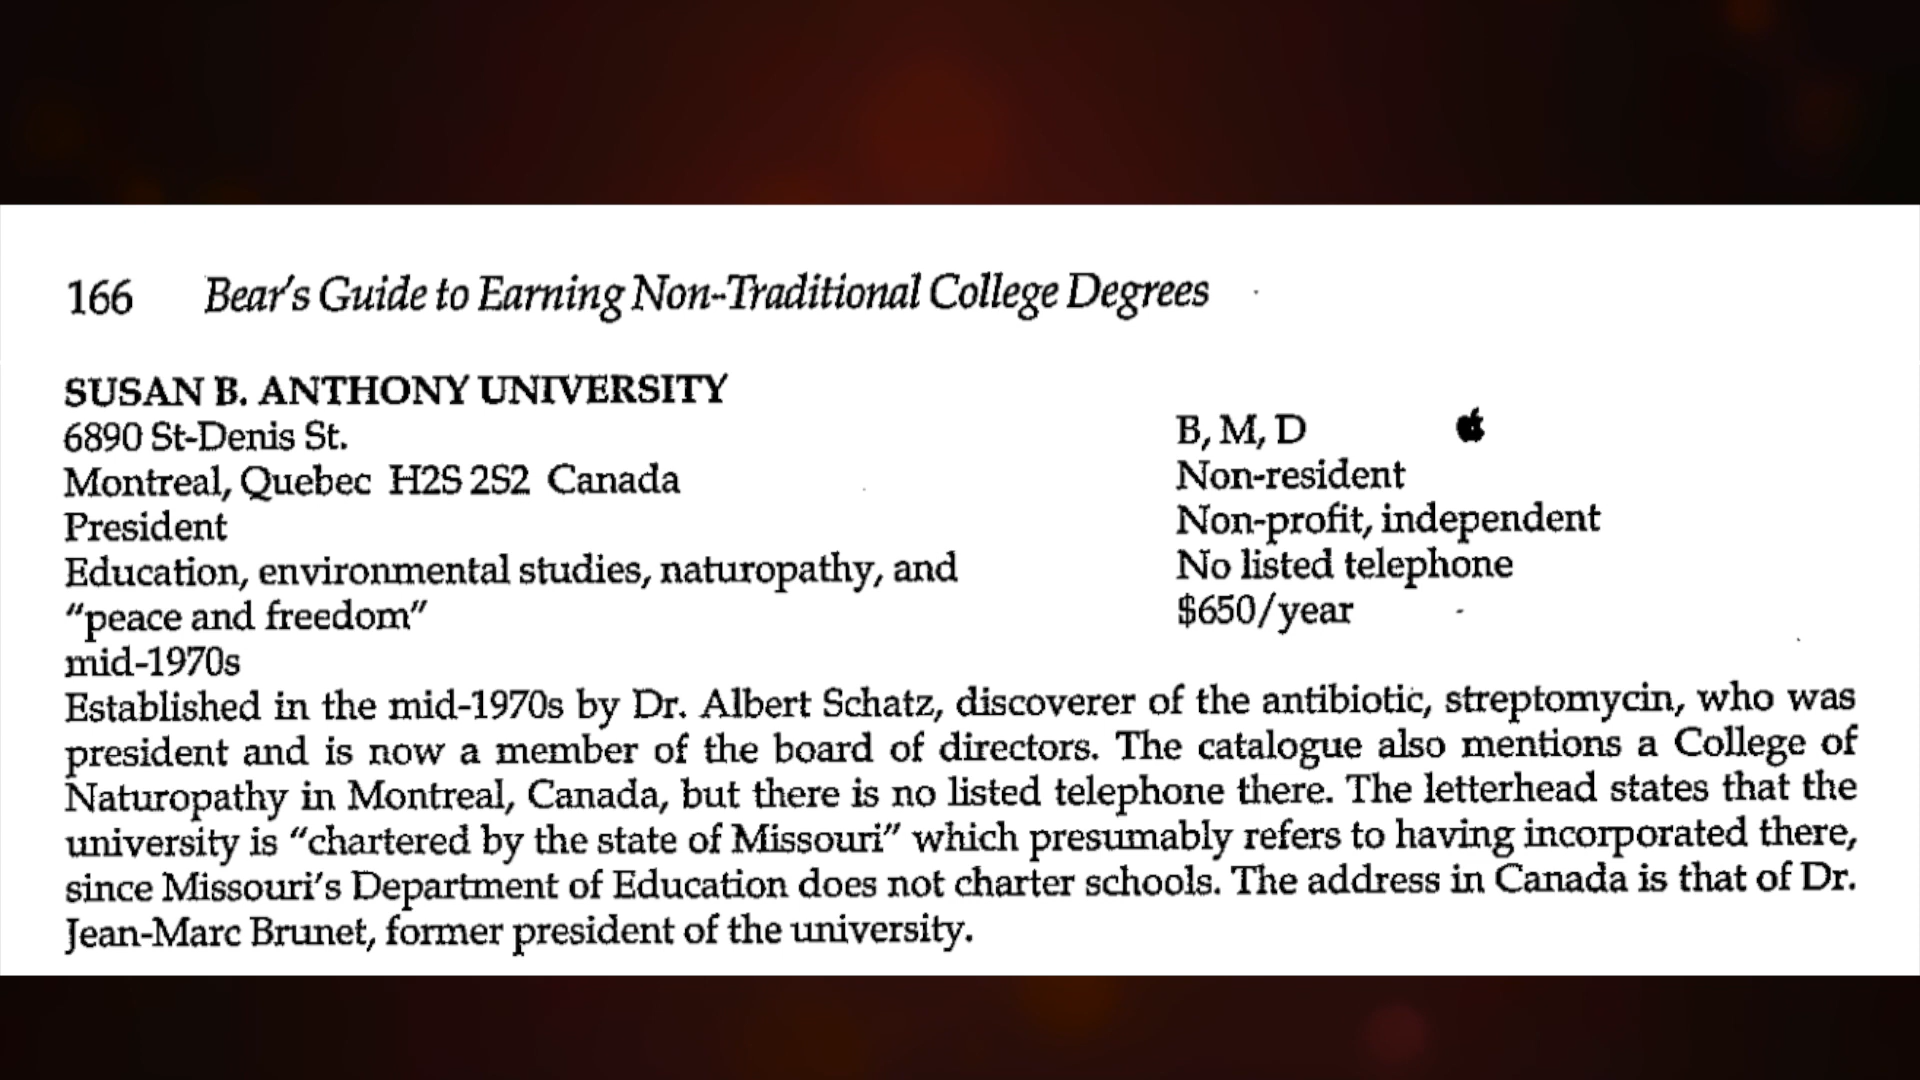 166 Bear's Guide to Earning Non-Traditional College Degrees
SUSAN B. ANTHONY UNIVERSITY
6890 St-Denis St.
Montreal, Quebec H2S 2S2 Canada
President
Education, environmental studies, naturopathy, and
"peace and freedom"
mid-1970s
B, M, D
Non-resident
Non-profit, independent
No listed telephone
$650/year
Established in the mid-1970s by Dr. Albert Schatz, discoverer of the antibiotic, streptomycin, who was
president and is now a member of the board of directors. The catalogue also mentions a College of
Naturopathy in Montreal, Canada, but there is no listed telephone there. The letterhead states that the
university is "chartered by the state of Missouri" which presumably refers to having incorporated there,
since Missouri's Department of Education does not charter schools. The address in Canada is that of Dr.
Jean-Marc Brunet, former president of the university.